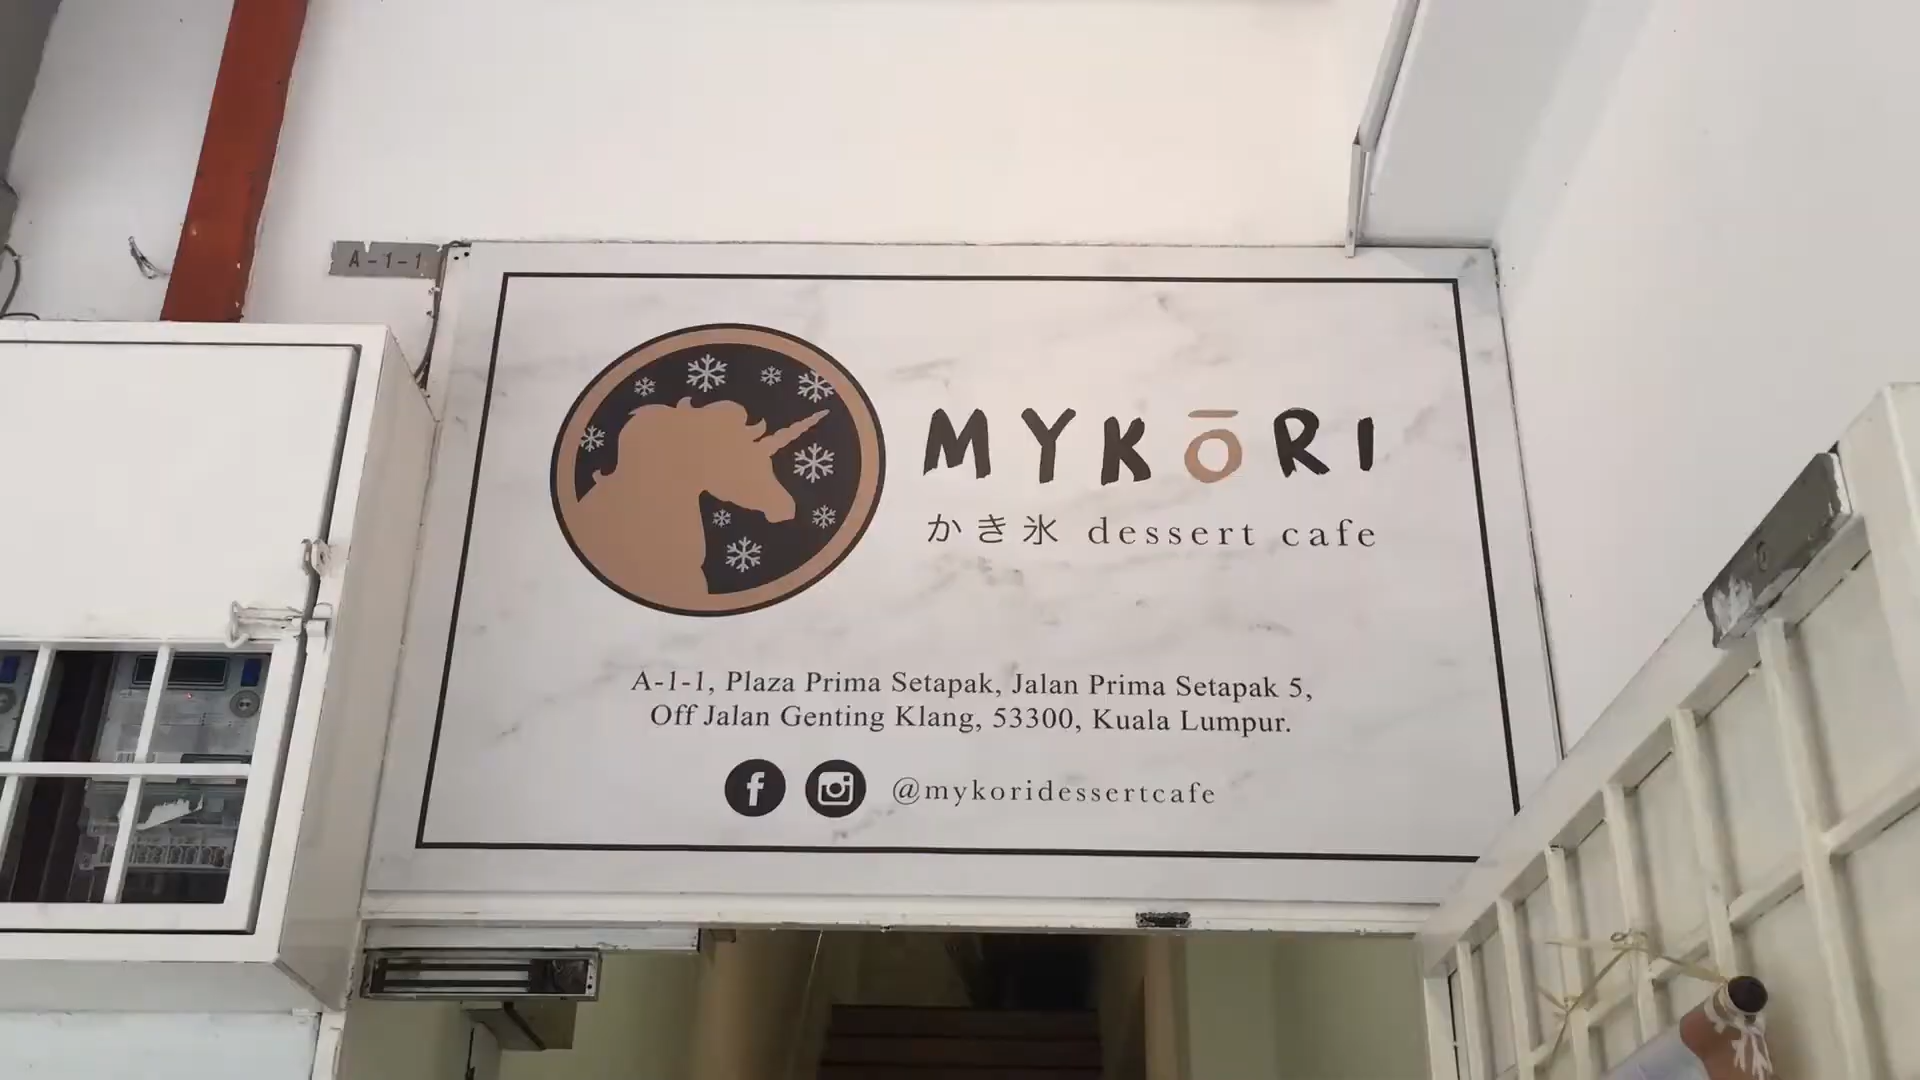 A-1-1
MYKŌRI
かき氷 dessert cafe
A-1-1, Plaza Prima Setapak, Jalan Prima Setapak 5,
Off Jalan Genting Klang, 53300, Kuala Lumpur.
@mykoridessertcafe